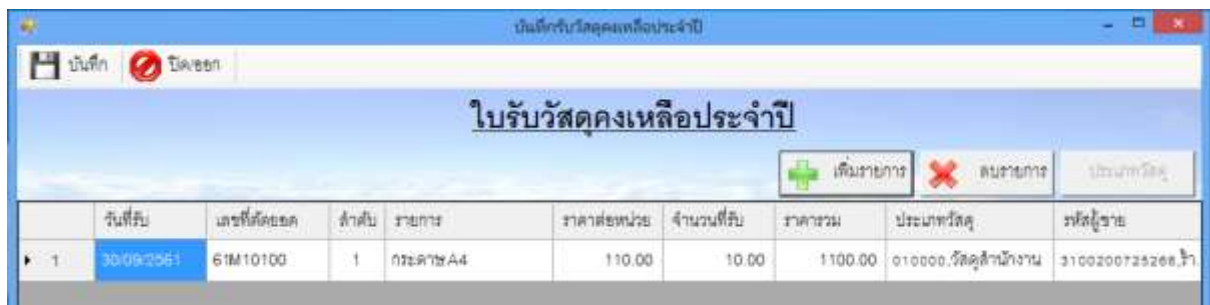 บันทึกรับวัสดุคงเหลือประจำปี
บันทึก ปิด/ออก
ใบรับวัสดุคงเหลือประจำปี
เพิ่มรายการ ลบรายการ ประเภทวัสดุ
วันที่รับ เลขที่ตัดยอด ลำดับ รายการ ราคาต่อหน่วย จำนวนที่รับ ราคารวม ประเภทวัสดุ รหัสผู้ขาย
1 30/09/2561 61M10100 1 กระดาษA4 110.00 10.00 1100.00 010000,วัสดุสำนักงาน 3100200725266,ร้า